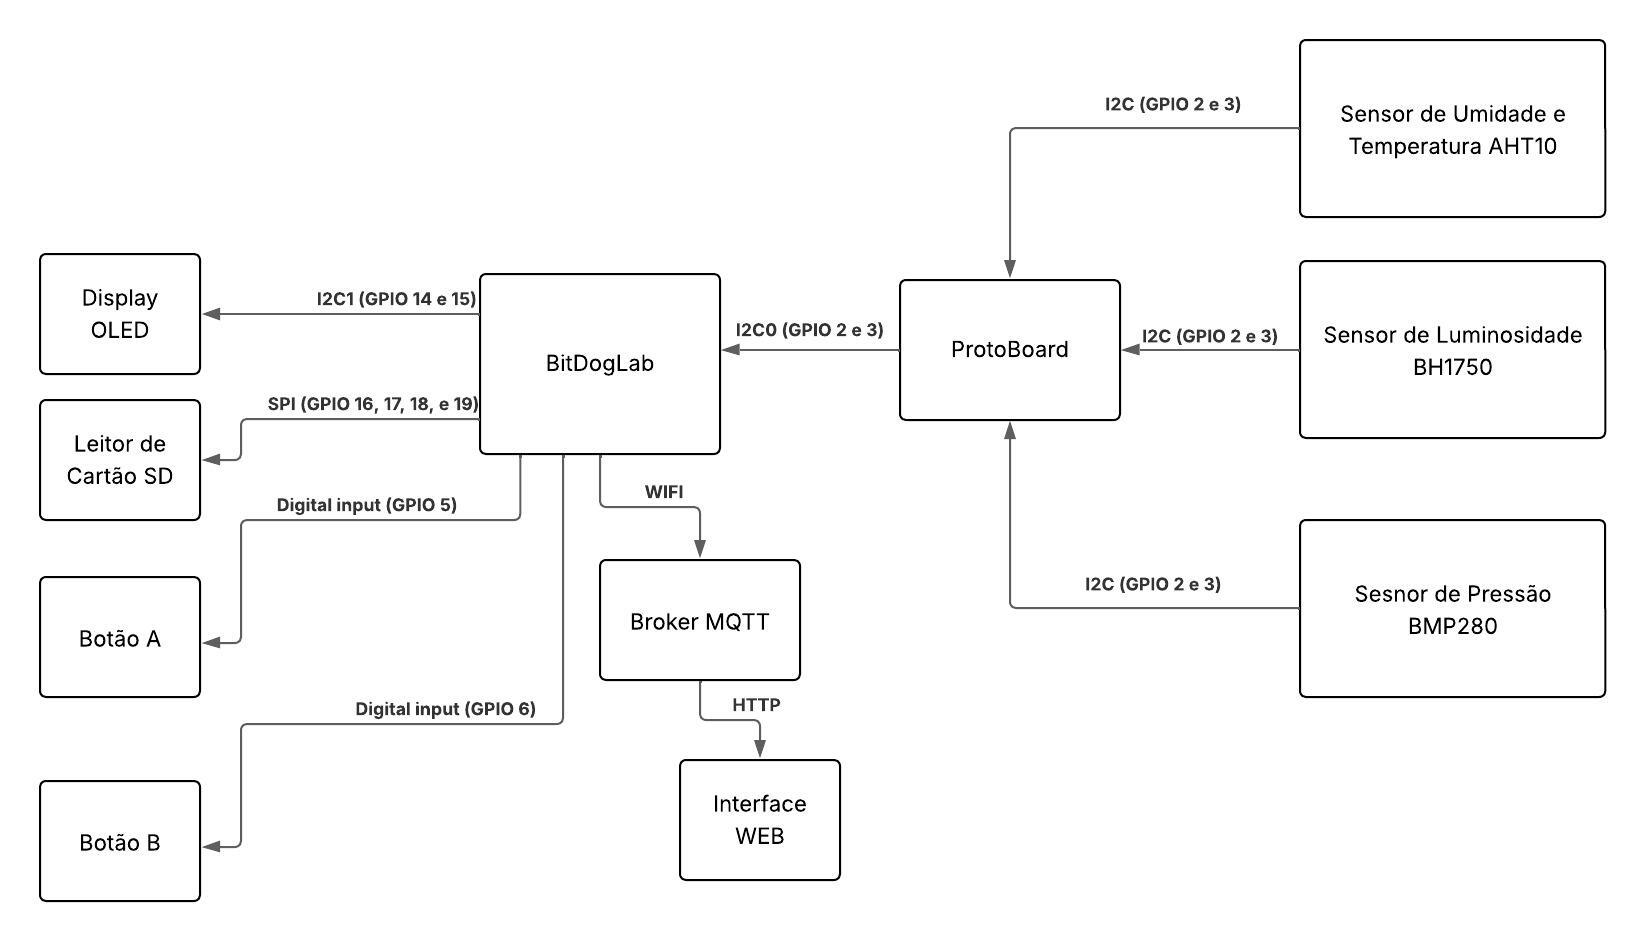 I2C (GPIO 2 e 3)
Sensor de Umidade e
Temperatura AHT10
Display
OLED
I2C1 (GPIO 14 e 15)
BitDogLab
I2C0 (GPIO 2 e 3)
ProtoBoard
I2C (GPIO 2 e 3)
Sensor de Luminosidade
BH1750
SPI (GPIO 16, 17, 18, e 19)
Leitor de
Cartão SD
Digital input (GPIO 5)
WIFI
Botão A
Broker MQTT
I2C (GPIO 2 e 3)
Sesnor de Pressão
BMP280
Digital input (GPIO 6)
HTTP
Botão B
Interface
WEB